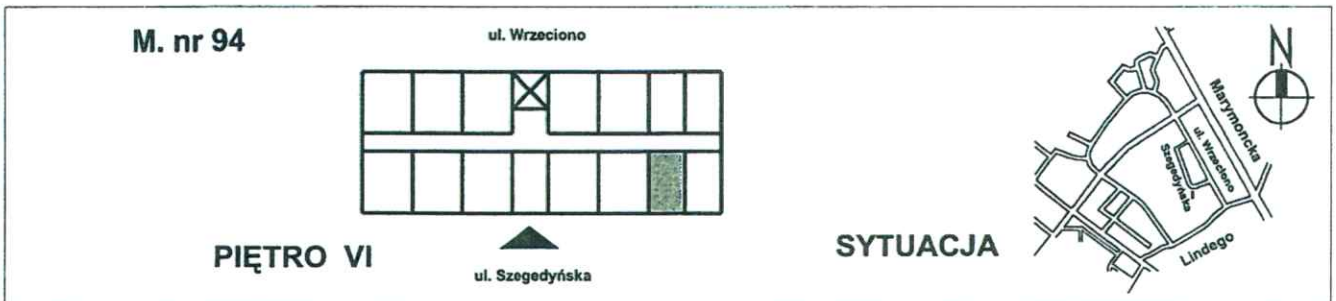 M. nr 94
ul. Wrzeciono
N
Marymoncka
ul. Wrzeciono
Szegedyńska
PIĘTRO VI
SYTUACJA
Lindego
ul. Szegedyńska